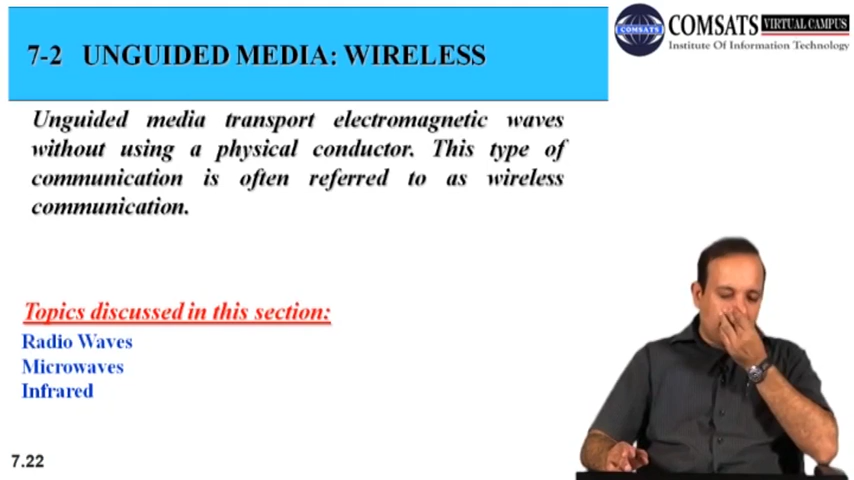 7-2 UNGUIDED MEDIA: WIRELESS
COMSATS VIRTUAL CAMPUS
Institute Of Information Technology
COMSATS
Unguided media transport electromagnetic waves
without using a physical conductor. This type of
communication is often referred to as wireless
communication.
Topics discussed in this section:
Radio Waves
Microwaves
Infrared
7.22